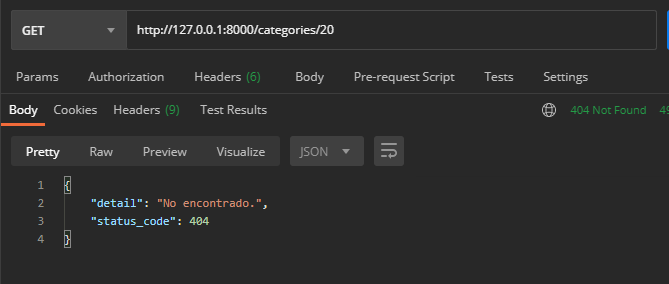 GET http://127.0.0.1:8000/categories/20
Params Authorization Headers (6) Body Pre-request Script Tests Settings
Body Cookies Headers (9) Test Results 404 Not Found
Pretty Raw Preview Visualize JSON
1 {
2 "detail": "No encontrado.",
3 "status_code": 404
4 }